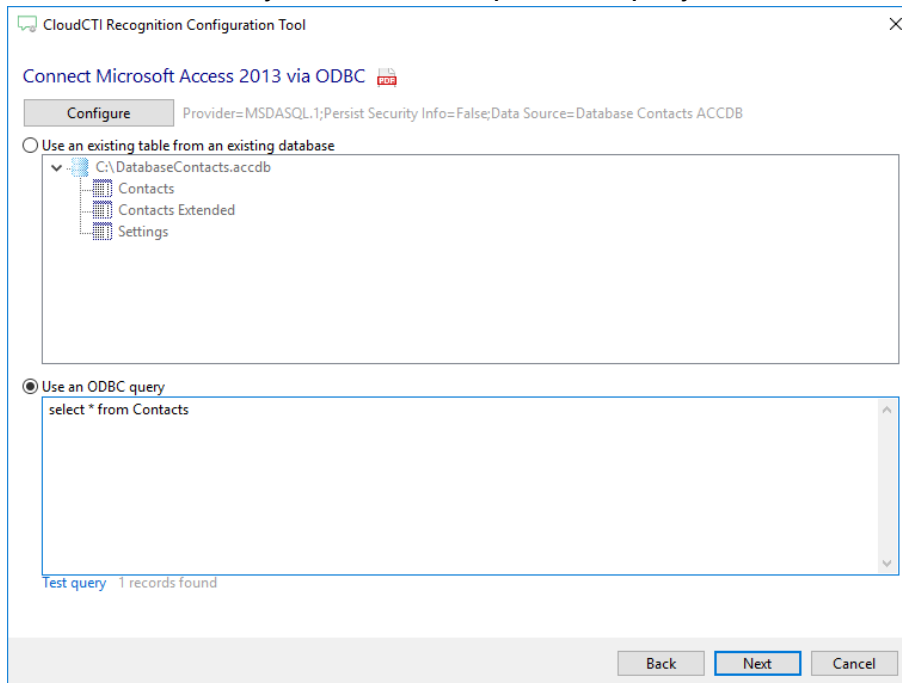 CloudCTI Recognition Configuration Tool
Connect Microsoft Access 2013 via ODBC PDF
Configure Provider=MSDASQL.1;Persist Security Info=False;Data Source=Database Contacts ACCDB
Use an existing table from an existing database
C:\DatabaseContacts.accdb
Contacts
Contacts Extended
Settings
Use an ODBC query
select * from Contacts
Test query 1 records found
Back Next Cancel